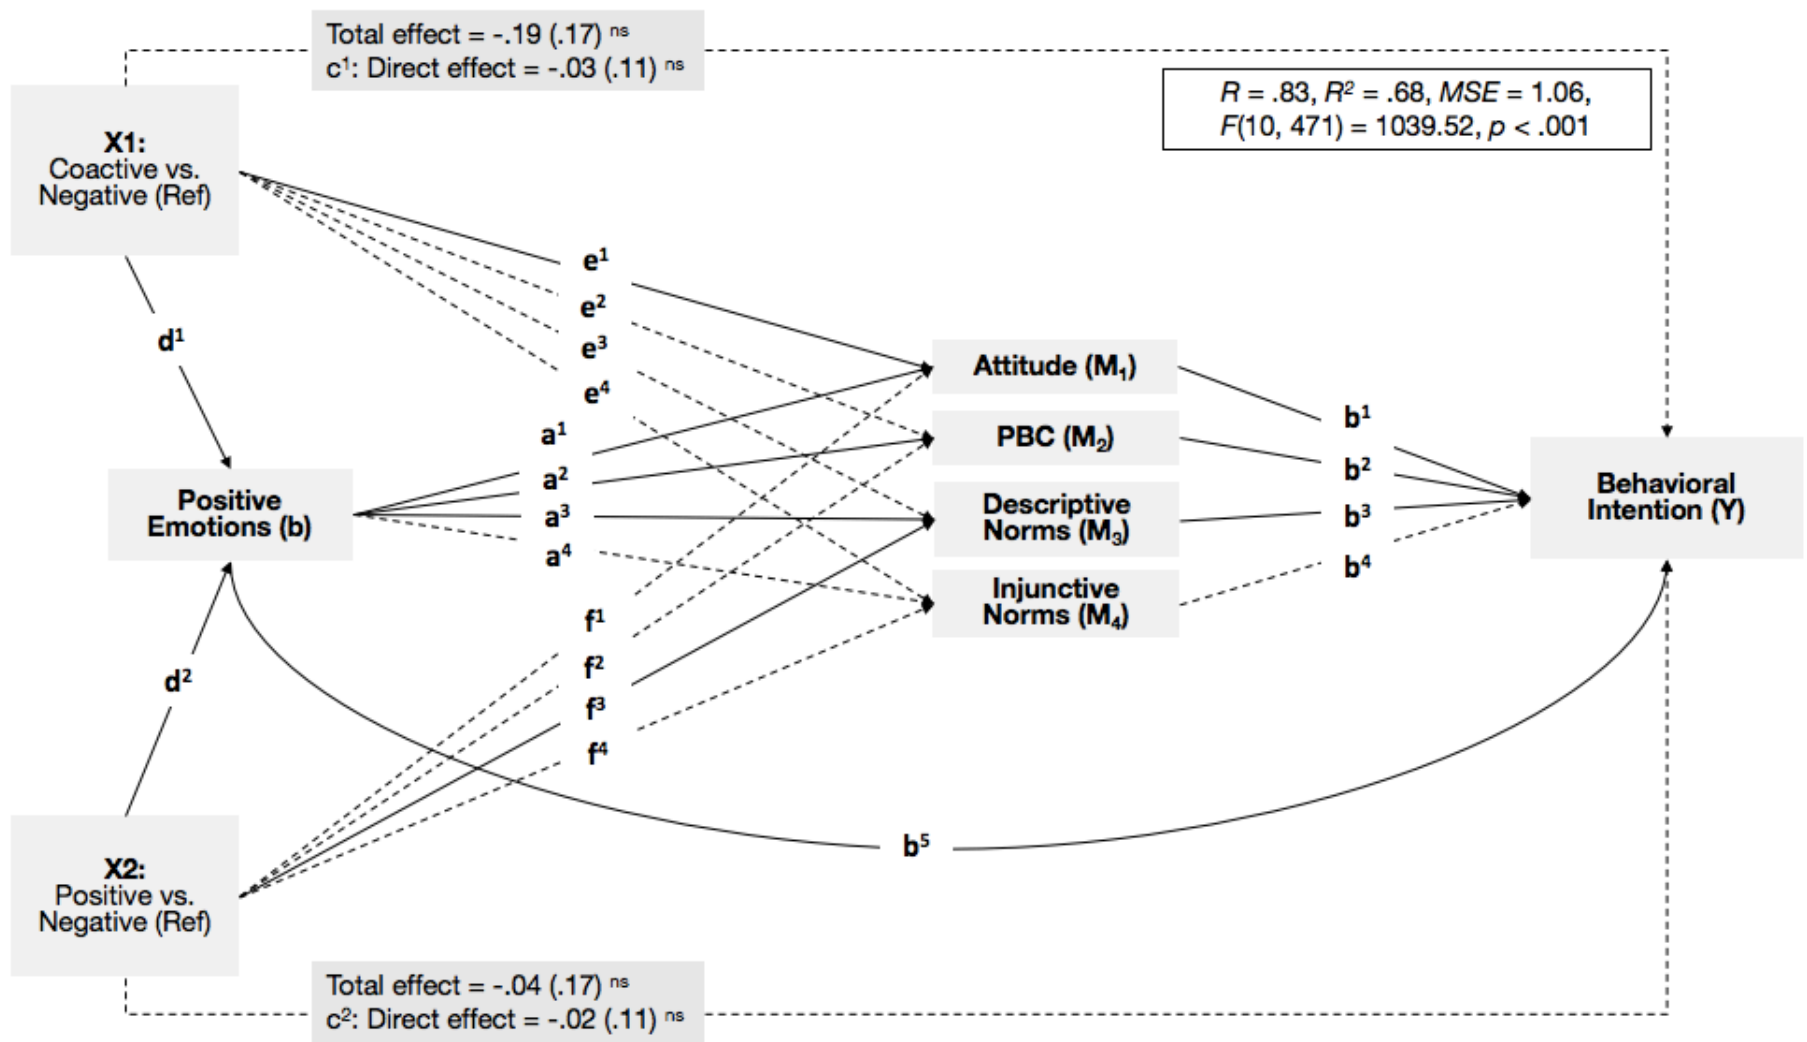 Total effect = -.19 (.17) ⁿˢ
c¹: Direct effect = -.03 (.11) ⁿˢ
R = .83, R² = .68, MSE = 1.06,
F(10, 471) = 1039.52, p < .001
X1:
Coactive vs.
Negative (Ref)
e¹
e²
e³
e⁴
d¹
Attitude (M₁)
PBC (M₂)
Descriptive
Norms (M₃)
Injunctive
Norms (M₄)
a¹
a²
a³
a⁴
b¹
b²
b³
b⁴
Positive
Emotions (b)
Behavioral
Intention (Y)
f¹
f²
f³
f⁴
d²
b⁵
X2:
Positive vs.
Negative (Ref)
Total effect = -.04 (.17) ⁿˢ
c²: Direct effect = -.02 (.11) ⁿˢ